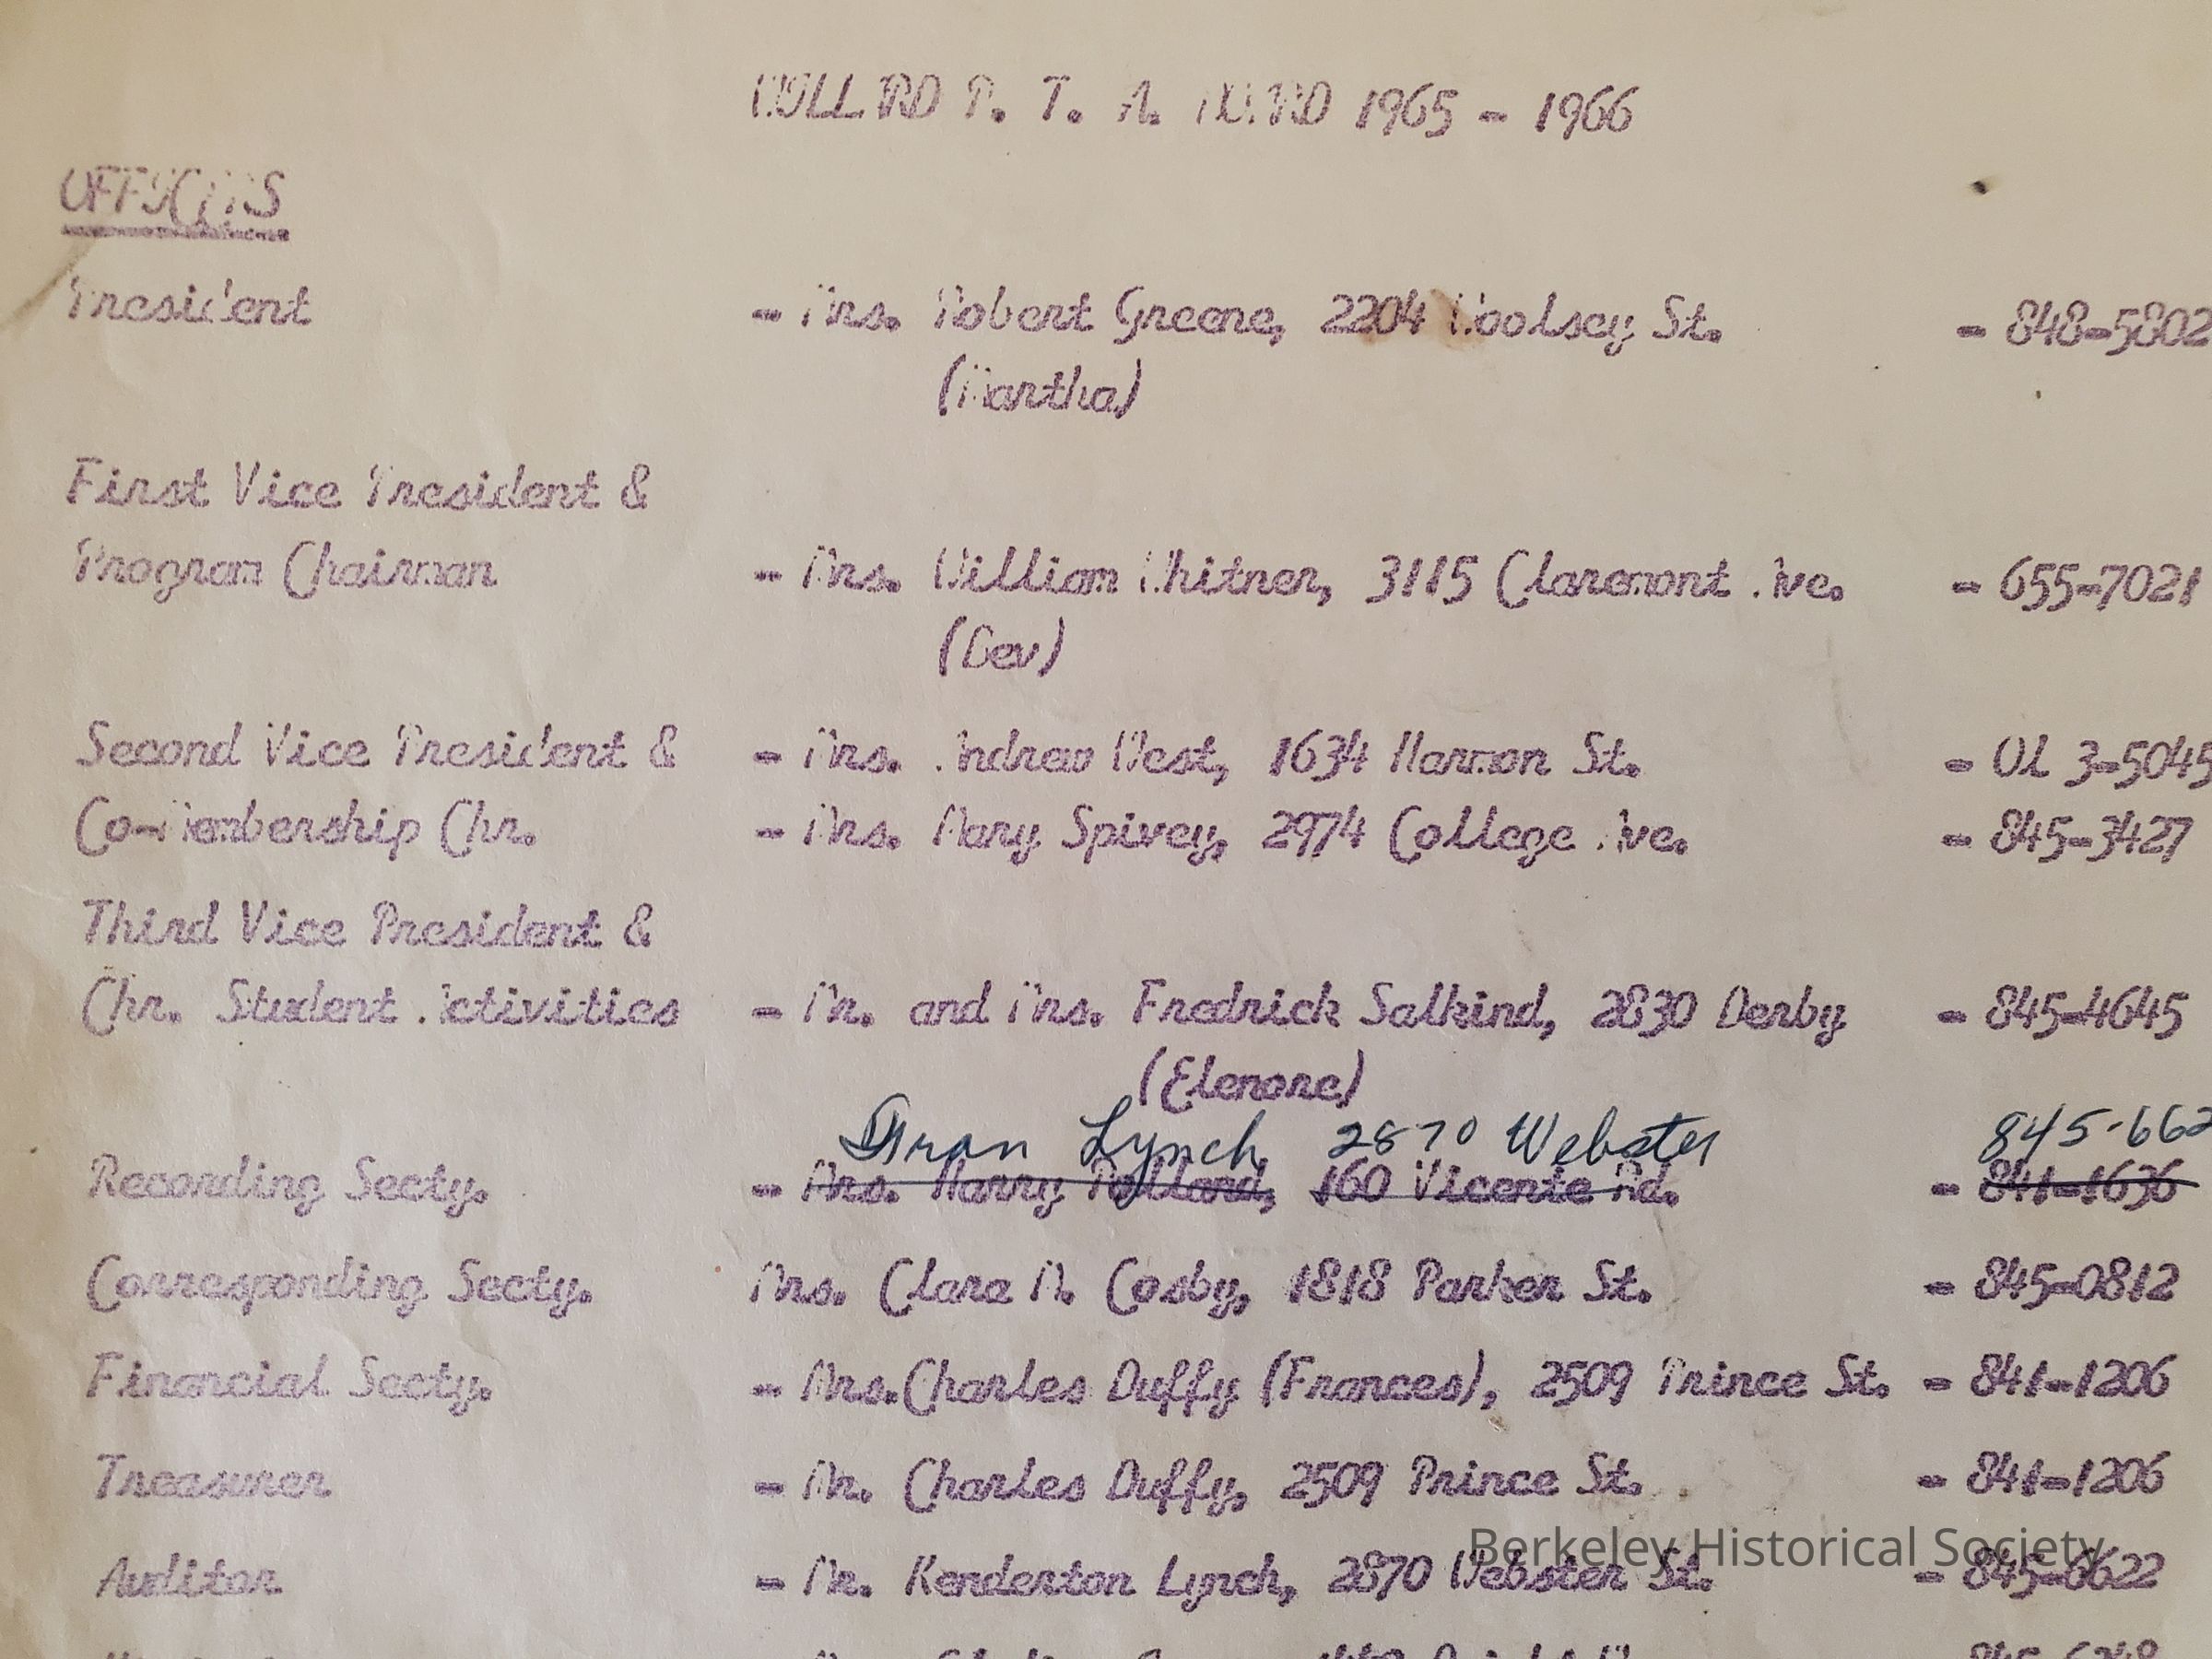 WILLARD P. T. A. BOARD 1965 - 1966
OFFICERS
President - Mrs. Robert Greene, 2204 Woolsey St. - 848-5802
(Martha)
First Vice President &
Program Chairman - Mrs. William Whitner, 3115 Claremont Ave. - 655-7021
(Bev)
Second Vice President & - Mrs. Andrew West, 1634 Harmon St. - OL 3-5045
Co-Membership Chr. - Mrs. Mary Spivey, 2974 College Ave. - 845-3427
Third Vice President &
Chr. Student Activities - Mr. and Mrs. Fredrick Salkind, 2830 Derby - 845-4645
(Elenore)
Fran Lynch 2870 Webster 845-662
Recording Secty. - Mrs. Harry Polland, 160 Vicente Rd. - 841-1636
Corresponding Secty. Mrs. Clara M. Cosby, 1818 Parker St. - 845-0812
Financial Secty. - Mrs. Charles Duffy (Frances), 2509 Prince St. - 841-1206
Treasurer - Mr. Charles Duffy, 2509 Prince St. - 841-1206
Auditor - Mr. Kenderton Lynch, 2870 Webster St. - 845-6622
Berkeley Historical Society